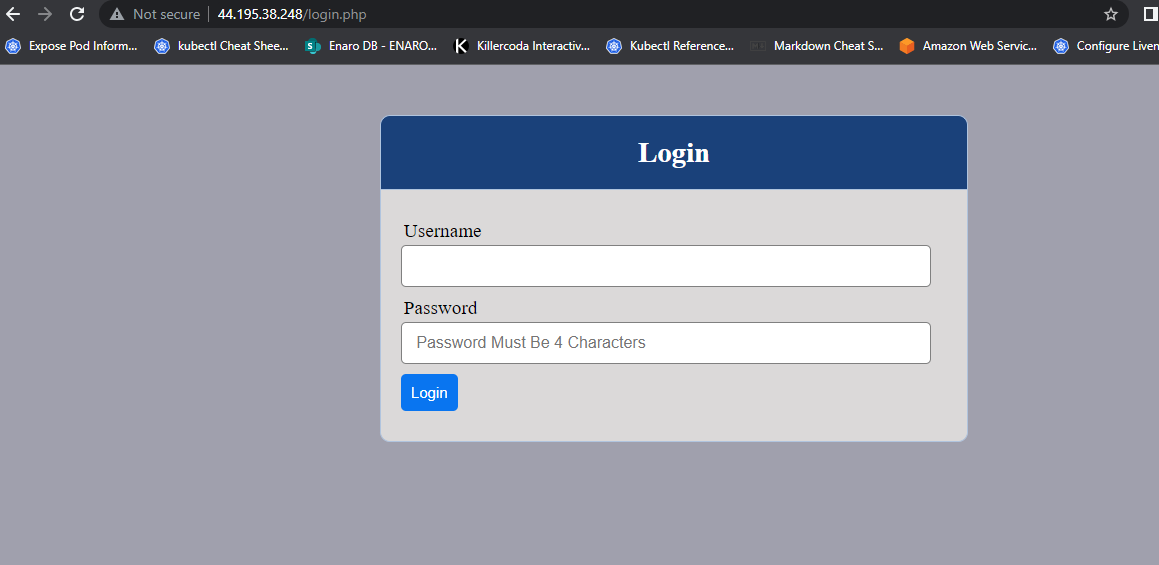 Not secure | 44.195.38.248/login.php
Expose Pod Inform... kubectl Cheat Shee... S Enaro DB - ENARO... K Killercoda Interactiv... Kubectl Reference... Markdown Cheat S... Amazon Web Servic... Configure Liven
Login
Username
Password
Password Must Be 4 Characters
Login